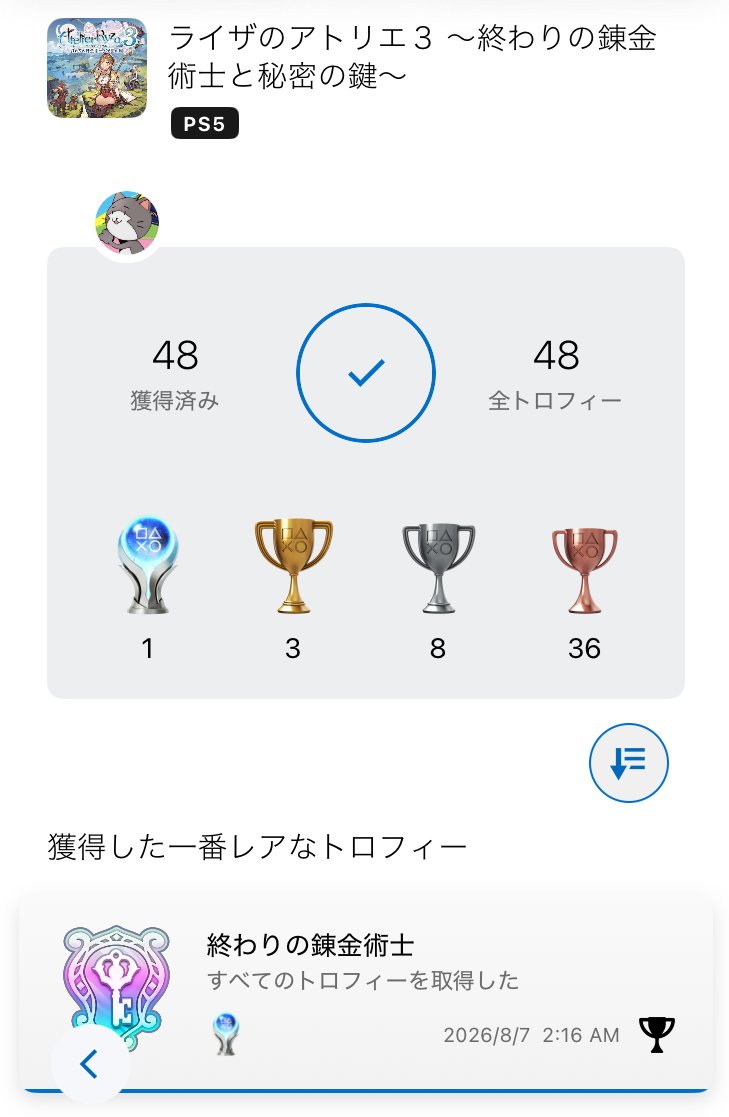 ライザのアトリエ３ 〜終わりの錬金
術士と秘密の鍵〜
PS5
48
獲得済み
48
全トロフィー
1
3
8
36
獲得した一番レアなトロフィー
終わりの錬金術士
すべてのトロフィーを取得した
2026/8/7 2:16 AM